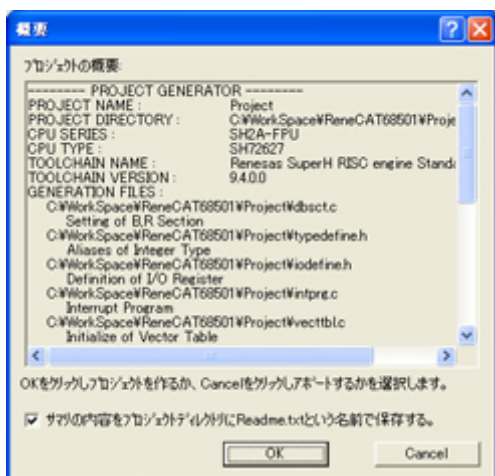 概要
プロジェクトの概要:
-------- PROJECT GENERATOR --------
PROJECT NAME : Project
PROJECT DIRECTORY : C:¥WorkSpace¥ReneCAT68501¥Proje
CPU SERIES : SH2A-FPU
CPU TYPE : SH72627
TOOLCHAIN NAME : Renesas SuperH RISC engine Standa
TOOLCHAIN VERSION : 9.4.0.0
GENERATION FILES :
C:¥WorkSpace¥ReneCAT68501¥Project¥dbsct.c
Setting of B,R Section
C:¥WorkSpace¥ReneCAT68501¥Project¥typedefine.h
Aliases of Integer Type
C:¥WorkSpace¥ReneCAT68501¥Project¥iodefine.h
Definition of I/O Register
C:¥WorkSpace¥ReneCAT68501¥Project¥intprg.c
Interrupt Program
C:¥WorkSpace¥ReneCAT68501¥Project¥vecttbl.c
Initialize of Vector Table
OKをクリックしプロジェクトを作るか、Cancelをクリックしアボートするかを選択します。
サマリの内容をプロジェクトディレクトリにReadme.txtという名前で保存する。
OK Cancel